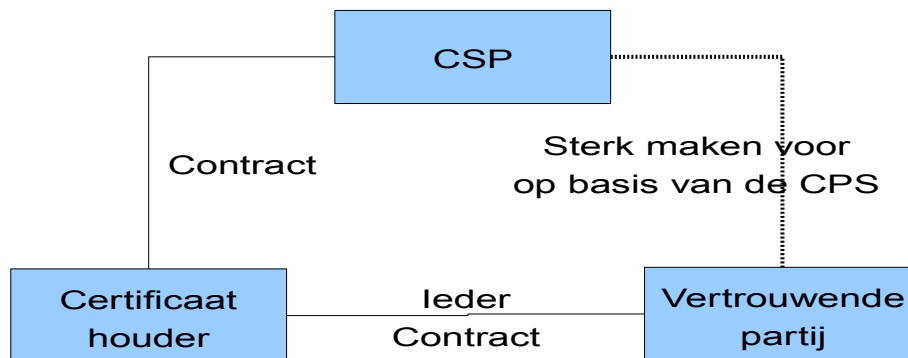 CSP
Contract
Sterk maken voor
op basis van de CPS
Certificaat
houder
Ieder
Contract
Vertrouwende
partij